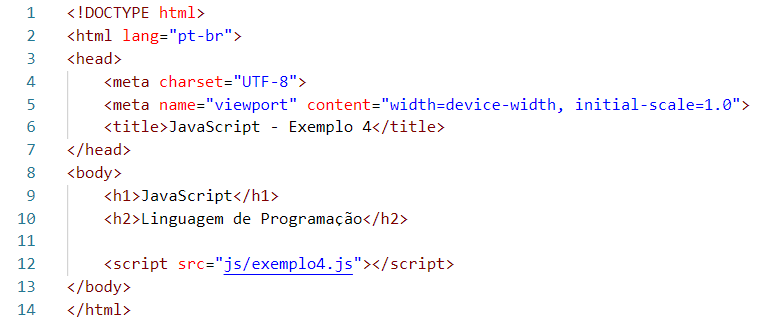 1 <!DOCTYPE html>
2 <html lang="pt-br">
3 <head>
4     <meta charset="UTF-8">
5     <meta name="viewport" content="width=device-width, initial-scale=1.0">
6     <title>JavaScript - Exemplo 4</title>
7 </head>
8 <body>
9     <h1>JavaScript</h1>
10     <h2>Linguagem de Programação</h2>
11
12     <script src="js/exemplo4.js"></script>
13 </body>
14 </html>